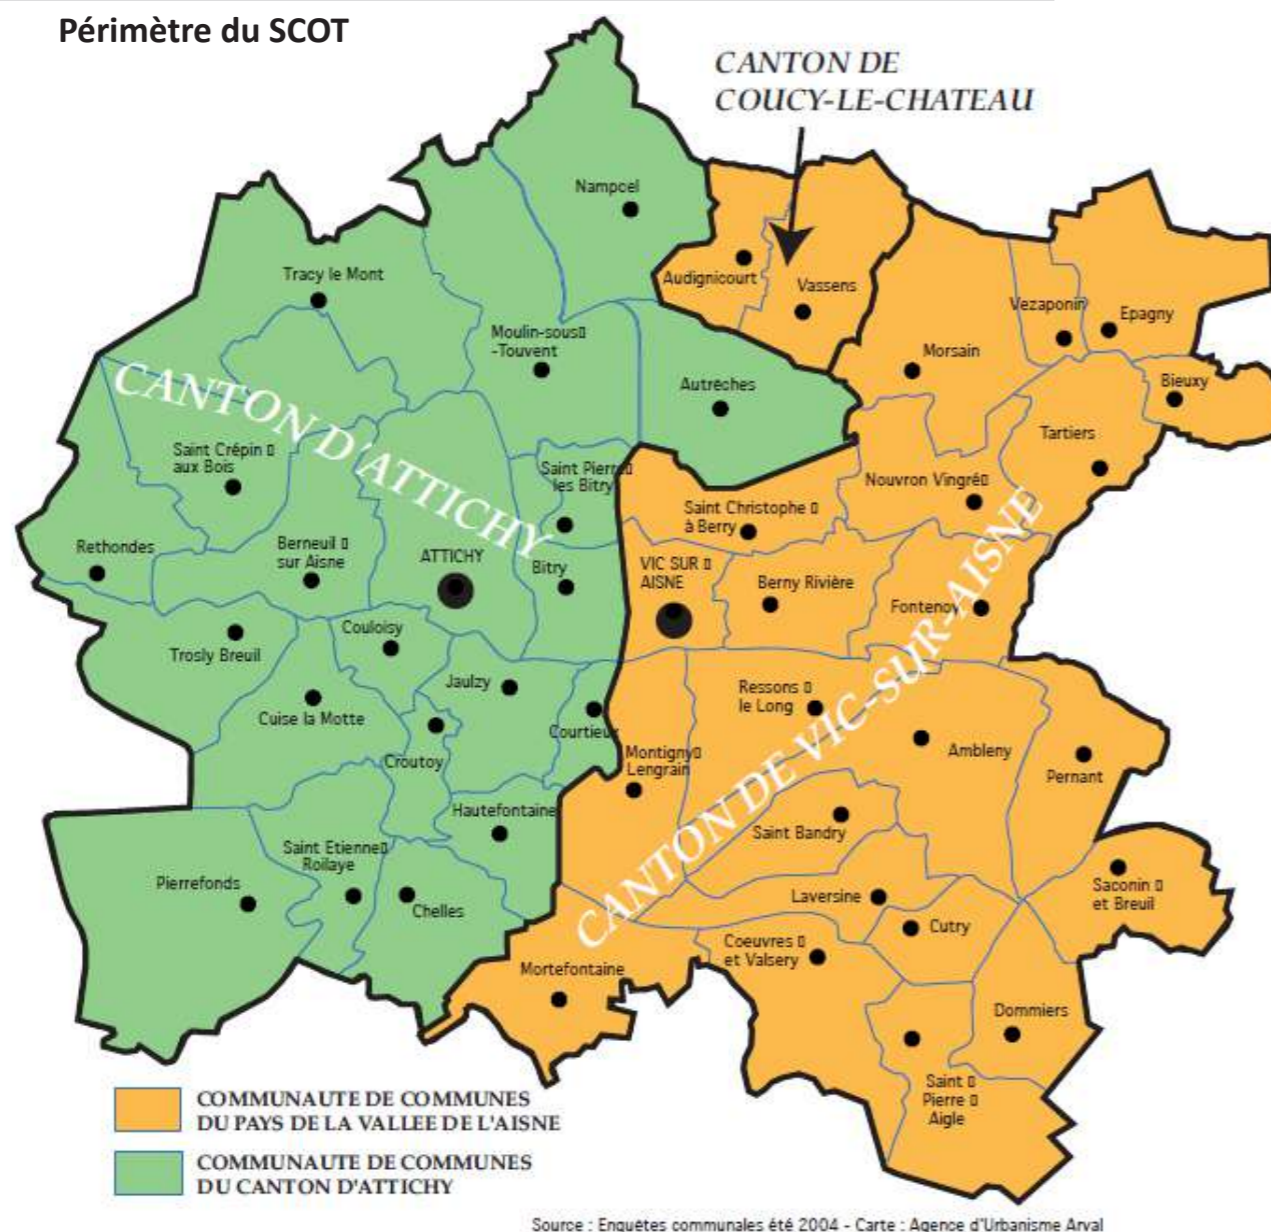 Périmètre du SCOT
CANTON DE
COUCY-LE-CHATEAU
Nampcel
Audignicourt
Vassens
Tracy le Mont
Vezaponin
Epagny
Moulin-sous
-Touvent
Morsain
Autrêches
Bieuxy
CANTON D'ATTICHY
Tartiers
Saint Crépin
aux Bois
Saint Pierre
les Bitry
Nouvron Vingré
Saint Christophe
à Berry
Rethondes
Berneuil
sur Aisne
ATTICHY
Bitry
VIC SUR
AISNE
Berny Rivière
Fontenoy
Couloisy
Trosly Breuil
Jaulzy
Ressons
le Long
Cuise la Motte
Courtieux
Croutoy
Montigny
Lengrain
Ambleny
Pernant
CANTON DE VIC-SUR-AISNE
Hautefontaine
Saint Bandry
Saint Etienne
Roilaye
Pierrefonds
Chelles
Laversine
Saconin
et Breuil
Cutry
Coeuvres
et Valsery
Mortefontaine
Dommiers
Saint
Pierre
Aigle
COMMUNAUTE DE COMMUNES
DU PAYS DE LA VALLEE DE L'AISNE
COMMUNAUTE DE COMMUNES
DU CANTON D'ATTICHY
Source : Enquêtes communales été 2004 - Carte : Agence d'Urbanisme Arval